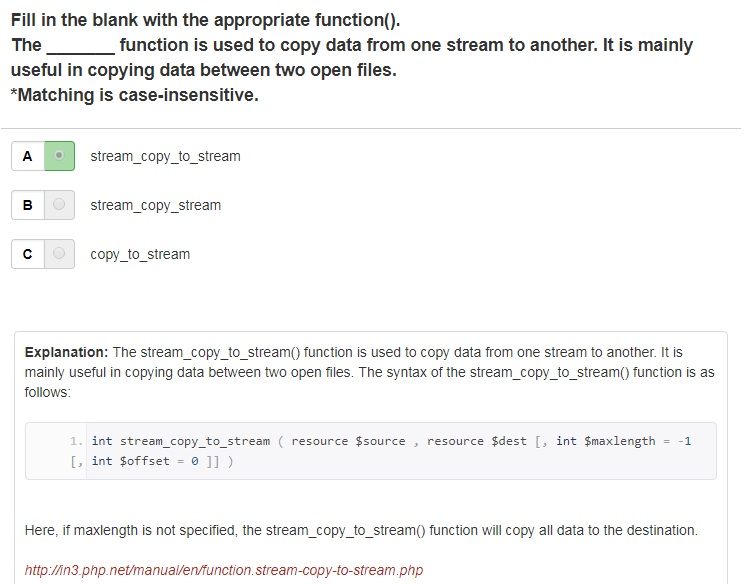 Fill in the blank with the appropriate function().
The _______ function is used to copy data from one stream to another. It is mainly
useful in copying data between two open files.
*Matching is case-insensitive.
A stream_copy_to_stream
B stream_copy_stream
C copy_to_stream
Explanation: The stream_copy_to_stream() function is used to copy data from one stream to another. It is
mainly useful in copying data between two open files. The syntax of the stream_copy_to_stream() function is as
follows:
1. int stream_copy_to_stream ( resource $source , resource $dest [, int $maxlength = -1
[, int $offset = 0 ]] )
Here, if maxlength is not specified, the stream_copy_to_stream() function will copy all data to the destination.
http://in3.php.net/manual/en/function.stream-copy-to-stream.php